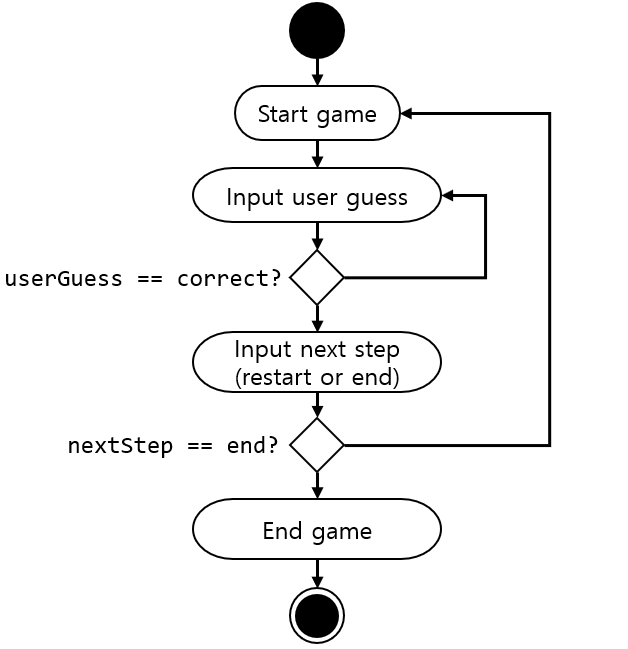 Start game
Input user guess
userGuess == correct?
Input next step
(restart or end)
nextStep == end?
End game